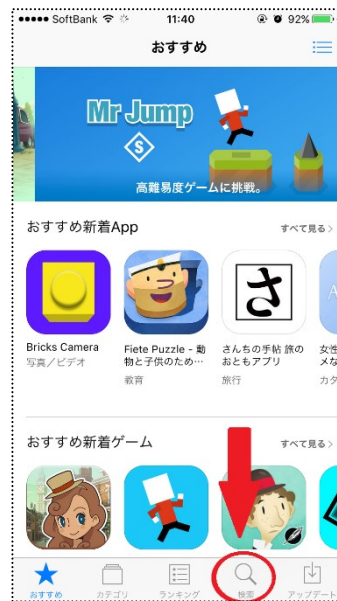 SoftBank 11:40 92%
おすすめ
Mr Jump
S
高難易度ゲームに挑戦。
おすすめ新着App すべて見る
Bricks Camera
写真/ビデオ
Fiete Puzzle - 動
物と子供のため…
教育
さんちの手帖 旅の
おともアプリ
旅行
女性
メな
カタ
さ
おすすめ新着ゲーム すべて見る
おすすめ カテゴリ ランキング 検索 アップデート